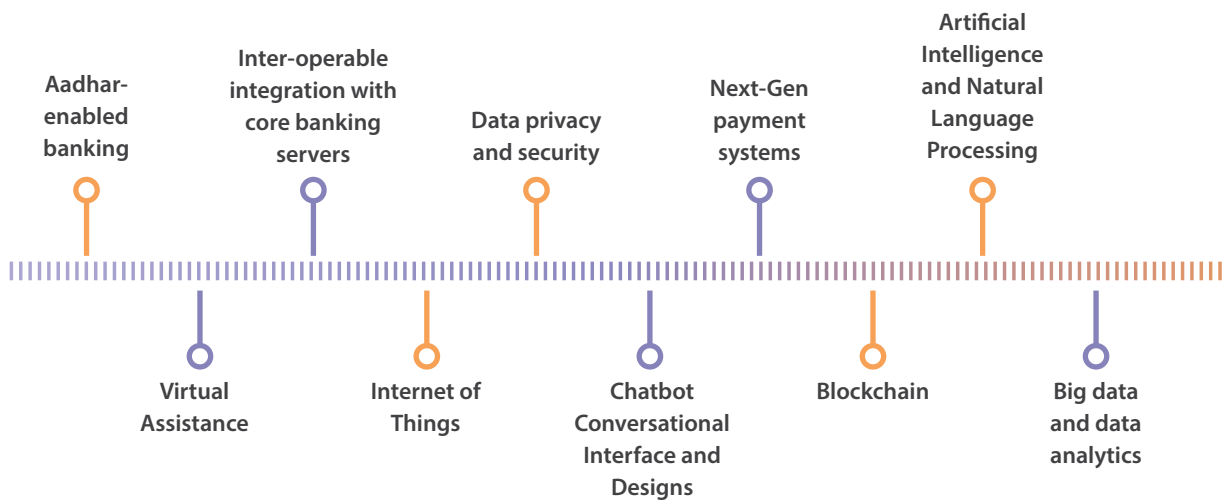 Aadhar-
enabled
banking
Inter-operable
integration with
core banking
servers
Data privacy
and security
Next-Gen
payment
systems
Artificial
Intelligence
and Natural
Language
Processing
Virtual
Assistance
Internet of
Things
Chatbot
Conversational
Interface and
Designs
Blockchain
Big data
and data
analytics